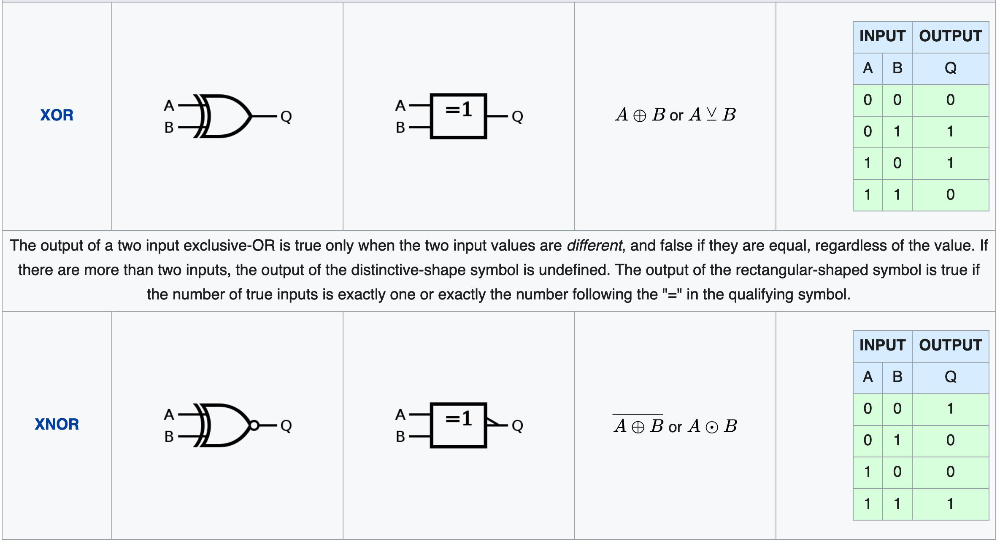 INPUT OUTPUT
A B Q
0 0 0
0 1 1
1 0 1
1 1 0
XOR
A
B
Q
A
B
=1
Q
A ⊕ B or A ⊻ B
The output of a two input exclusive-OR is true only when the two input values are different, and false if they are equal, regardless of the value. If
there are more than two inputs, the output of the distinctive-shape symbol is undefined. The output of the rectangular-shaped symbol is true if
the number of true inputs is exactly one or exactly the number following the "=" in the qualifying symbol.
XNOR
A
B
Q
A
B
=1
Q
A ⊕ B or A ⊙ B
INPUT OUTPUT
A B Q
0 0 1
0 1 0
1 0 0
1 1 1